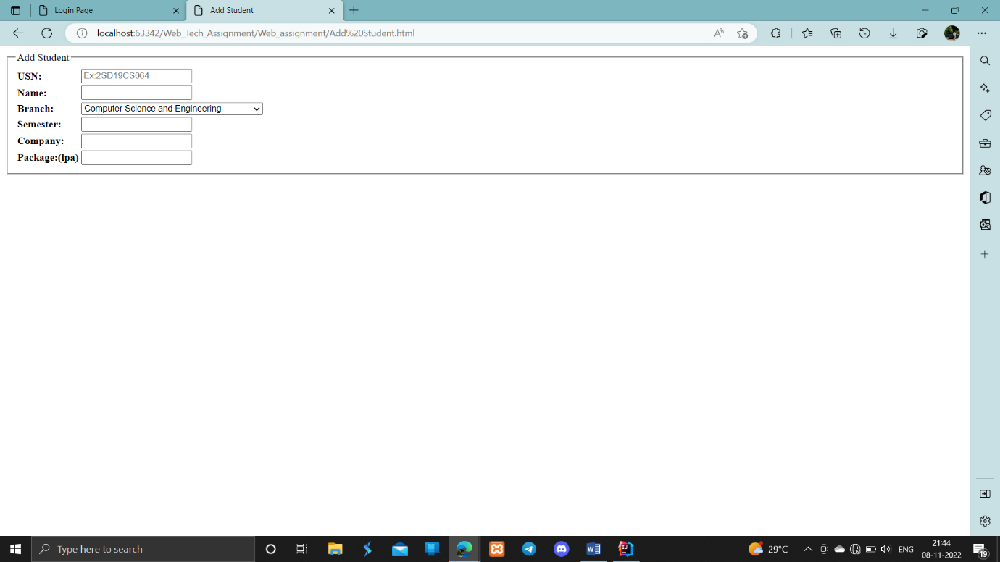 Login Page
Add Student
localhost:63342/Web_Tech_Assignment/Web_assignment/Add%20Student.html
Add Student
USN: Ex:2SD19CS064
Name:
Branch: Computer Science and Engineering
Semester:
Company:
Package:(lpa)
Type here to search
29°C
ENG
21:44
08-11-2022
19